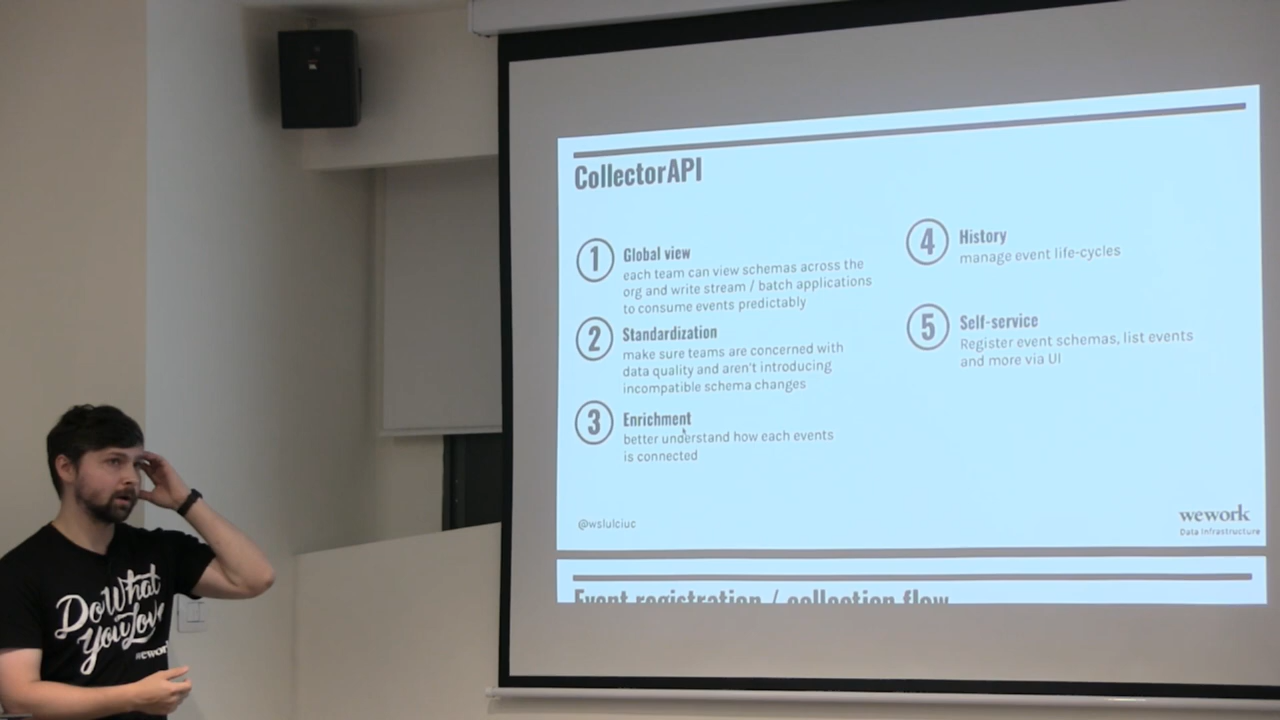 CollectorAPI
1
Global view
each team can view schemas across the
org and write stream / batch applications
to consume events predictably
2
Standardization
make sure teams are concerned with
data quality and aren't introducing
incompatible schema changes
3
Enrichment
better understand how each events
is connected
4
History
manage event life-cycles
5
Self-service
Register event schemas, list events
and more via UI
@wslulciuc
wework
Data Infrastructure
Event registration / collection flow
Do What
You Love
wework